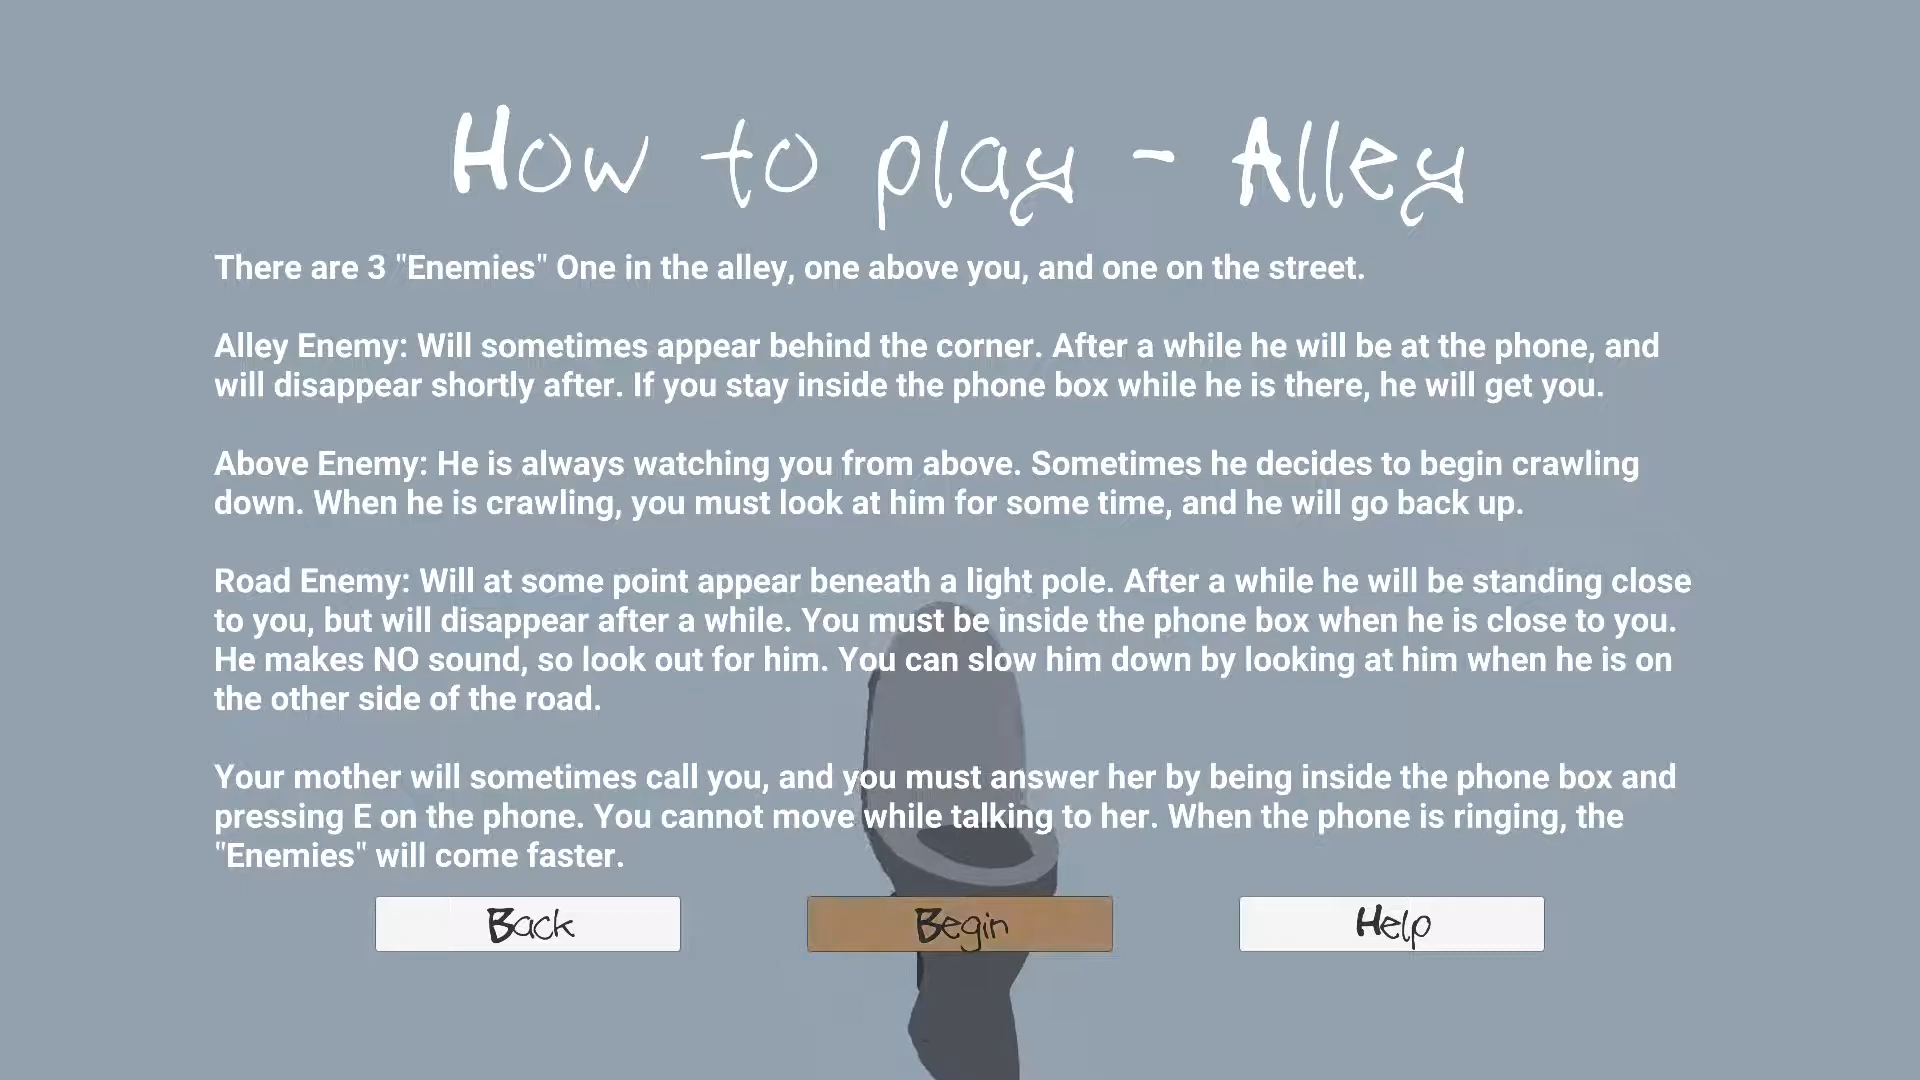 How to play - Alley
There are 3 "Enemies" One in the alley, one above you, and one on the street.
Alley Enemy: Will sometimes appear behind the corner. After a while he will be at the phone, and
will disappear shortly after. If you stay inside the phone box while he is there, he will get you.
Above Enemy: He is always watching you from above. Sometimes he decides to begin crawling
down. When he is crawling, you must look at him for some time, and he will go back up.
Road Enemy: Will at some point appear beneath a light pole. After a while he will be standing close
to you, but will disappear after a while. You must be inside the phone box when he is close to you.
He makes NO sound, so look out for him. You can slow him down by looking at him when he is on
the other side of the road.
Your mother will sometimes call you, and you must answer her by being inside the phone box and
pressing E on the phone. You cannot move while talking to her. When the phone is ringing, the
"Enemies" will come faster.
Back
Begin
Help